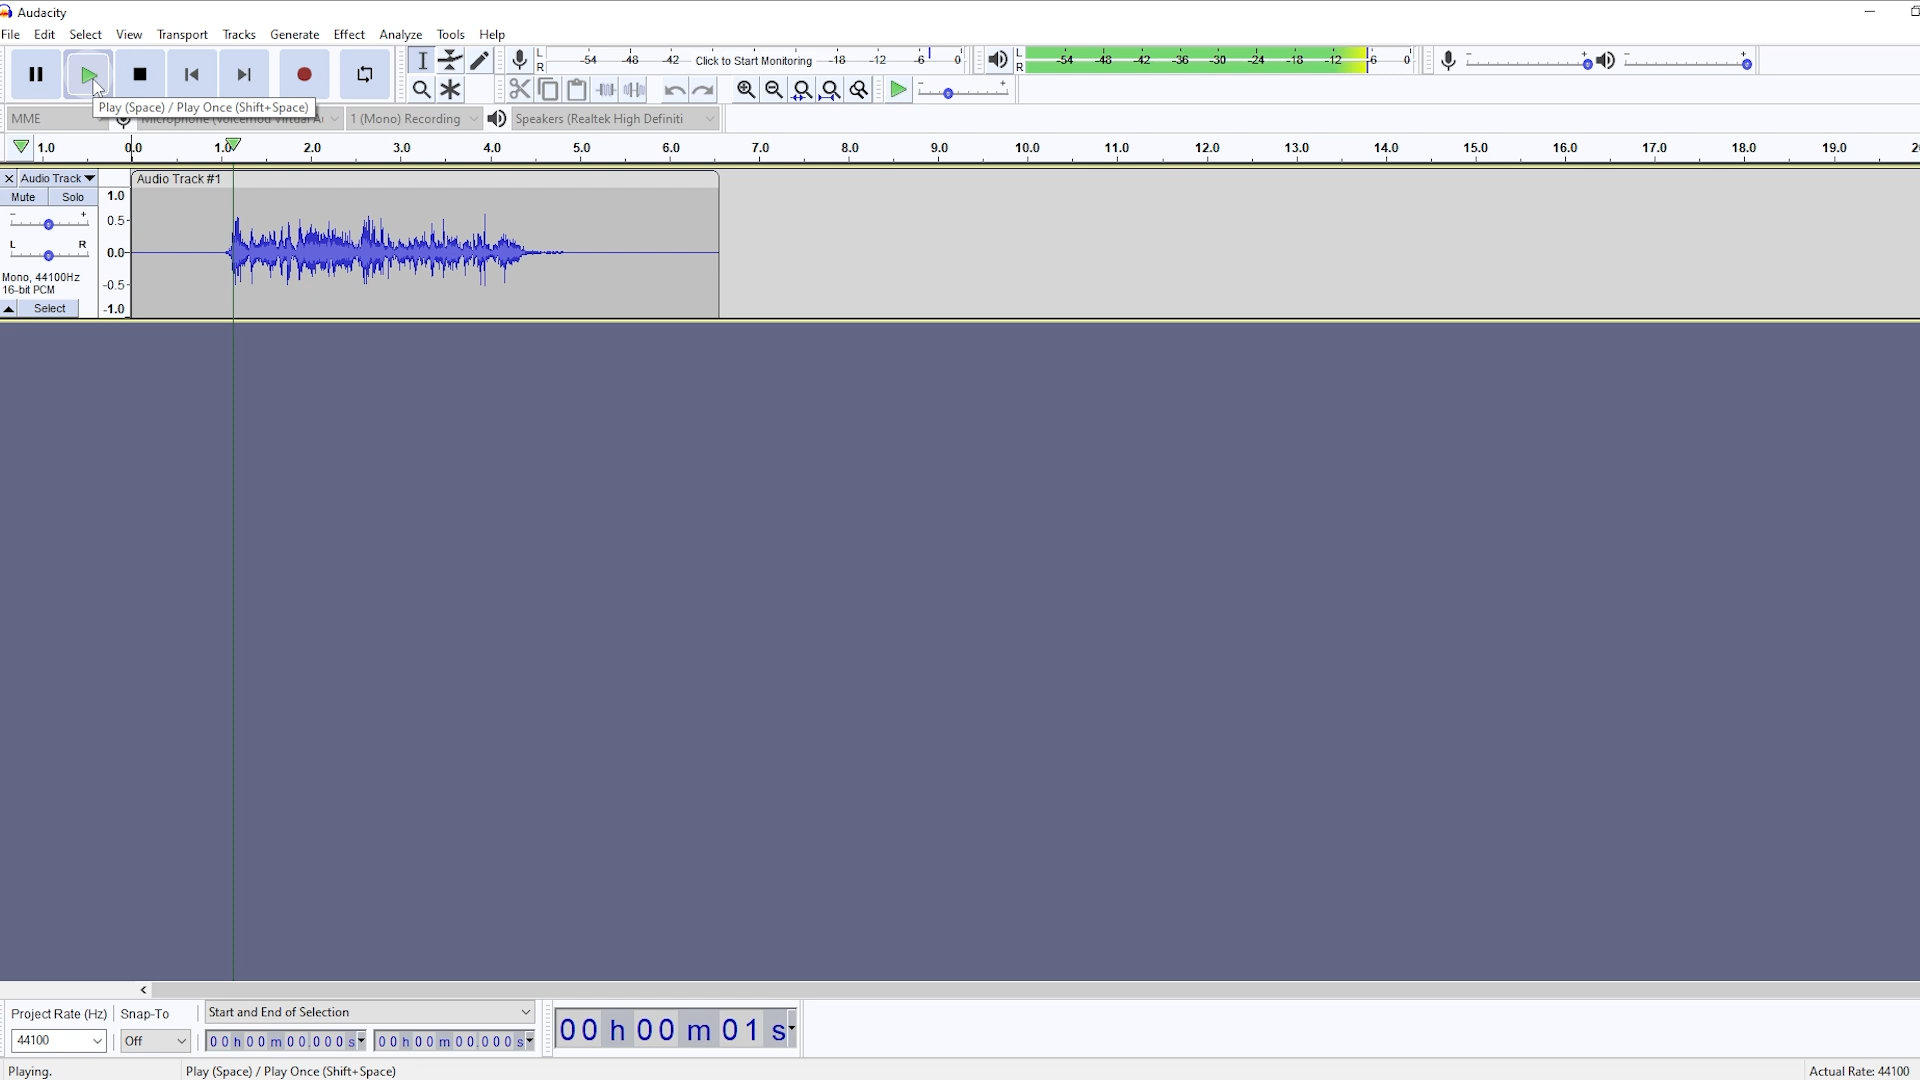 Audacity
File Edit Select View Transport Tracks Generate Effect Analyze Tools Help
L R -54 -48 -42 Click to Start Monitoring -18 -12 -6 0 L R -54 -48 -42 -36 -30 -24 -18 -12 -6 0 - + - +
- +
Play (Space) / Play Once (Shift+Space)
MME 1 (Mono) Recording Speakers (Realtek High Definiti
1.0 0.0 1.0 2.0 3.0 4.0 5.0 6.0 7.0 8.0 9.0 10.0 11.0 12.0 13.0 14.0 15.0 16.0 17.0 18.0 19.0 2
Audio Track Audio Track #1
Mute Solo 1.0
- + 0.5
L R 0.0
Mono, 44100Hz
16-bit PCM -0.5
Select -1.0
Project Rate (Hz) Snap-To Start and End of Selection
44100 Off 00 h 00 m 00.000 s 00 h 00 m 00.000 s 00 h 00 m 01 s
Playing. Play (Space) / Play Once (Shift+Space) Actual Rate: 44100